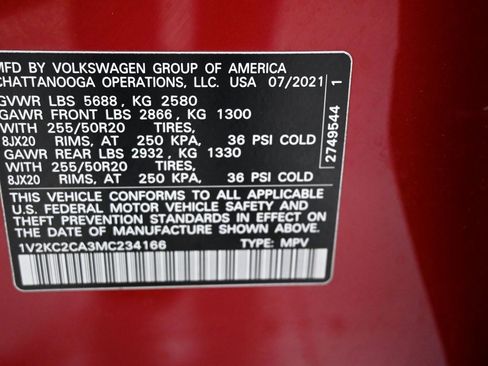 MFD BY VOLKSWAGEN GROUP OF AMERICA
CHATTANOOGA OPERATIONS, LLC. USA 07/2021
GVWR LBS 5688, KG 2580
GAWR FRONT LBS 2866, KG 1300
WITH 255/50R20 TIRES,
8JX20 RIMS, AT 250 KPA, 36 PSI COLD
GAWR REAR LBS 2932, KG 1330
WITH 255/50R20 TIRES,
8JX20 RIMS, AT 250 KPA, 36 PSI COLD
THIS VEHICLE CONFORMS TO ALL APPLICABLE
U.S. FEDERAL MOTOR VEHICLE SAFETY AND
THEFT PREVENTION STANDARDS IN EFFECT ON
THE DATE OF MANUFACTURE SHOWN ABOVE.
1V2KC2CA3MC234166 TYPE: MPV
2749544 1